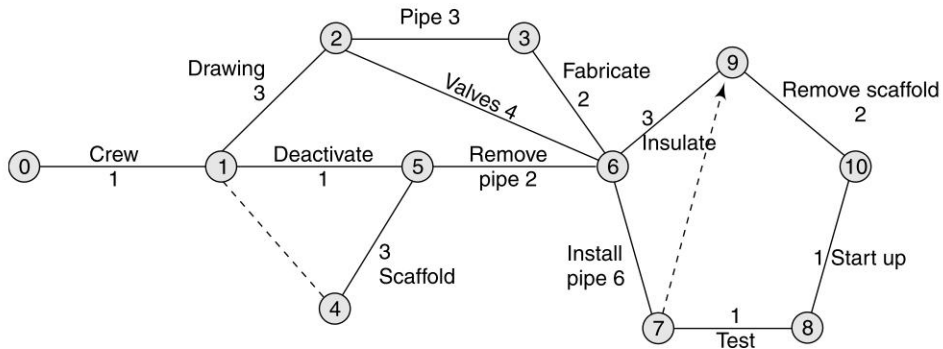 Pipe 3
2
3
9
Drawing
3
Valves 4
Fabricate
2
Remove scaffold
2
3
Insulate
0
Crew
1
1
Deactivate
1
5
Remove
pipe 2
6
10
Install
pipe 6
1 Start up
3
Scaffold
4
7
1
Test
8